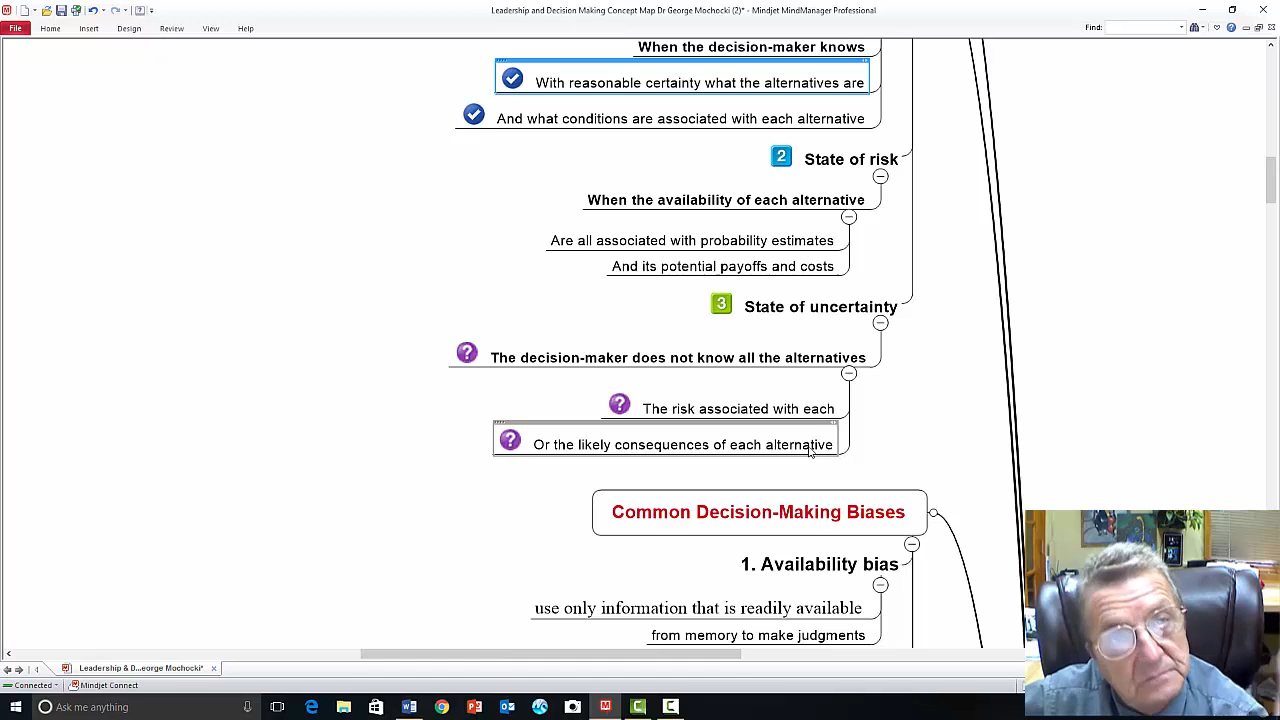 Leadership and Decision Making Concept Map Dr George Mochocki (2)* - Mindjet MindManager Professional
File Home Insert Design Review View Help Find:
When the decision-maker knows
With reasonable certainty what the alternatives are
And what conditions are associated with each alternative
2 State of risk
When the availability of each alternative
Are all associated with probability estimates
And its potential payoffs and costs
3 State of uncertainty
? The decision-maker does not know all the alternatives
? The risk associated with each
? Or the likely consequences of each alternative
Common Decision-Making Biases
1. Availability bias
use only information that is readily available
from memory to make judgments
Leadership & D...eorge Mochocki*
Connected Mindjet Connect
Ask me anything